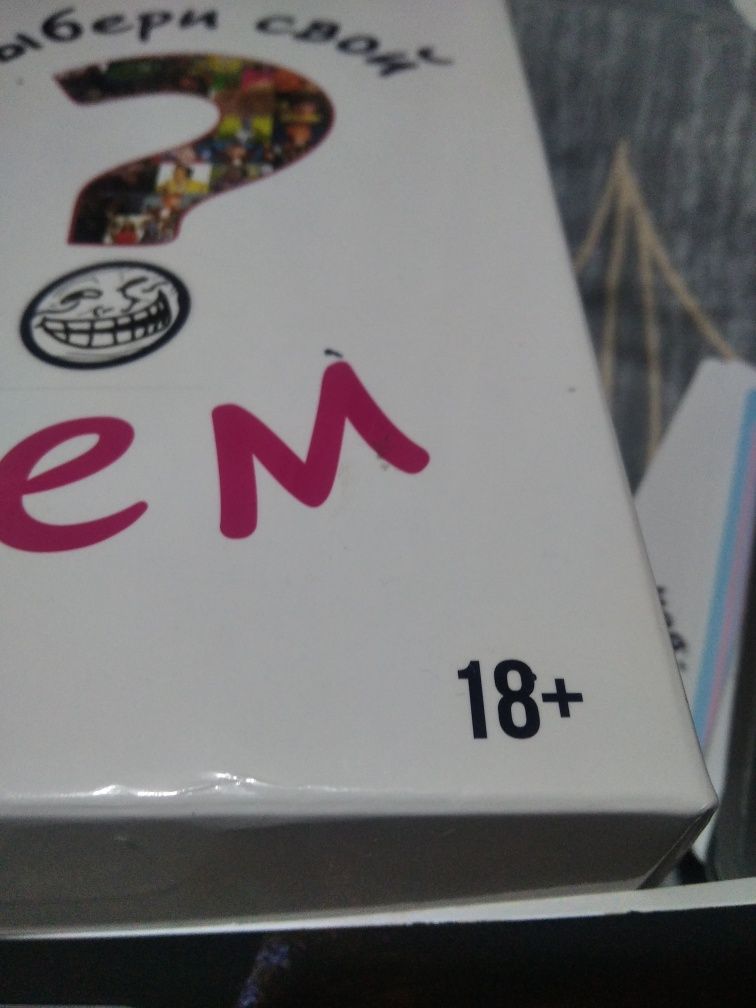 ыбери свой
ем
18+